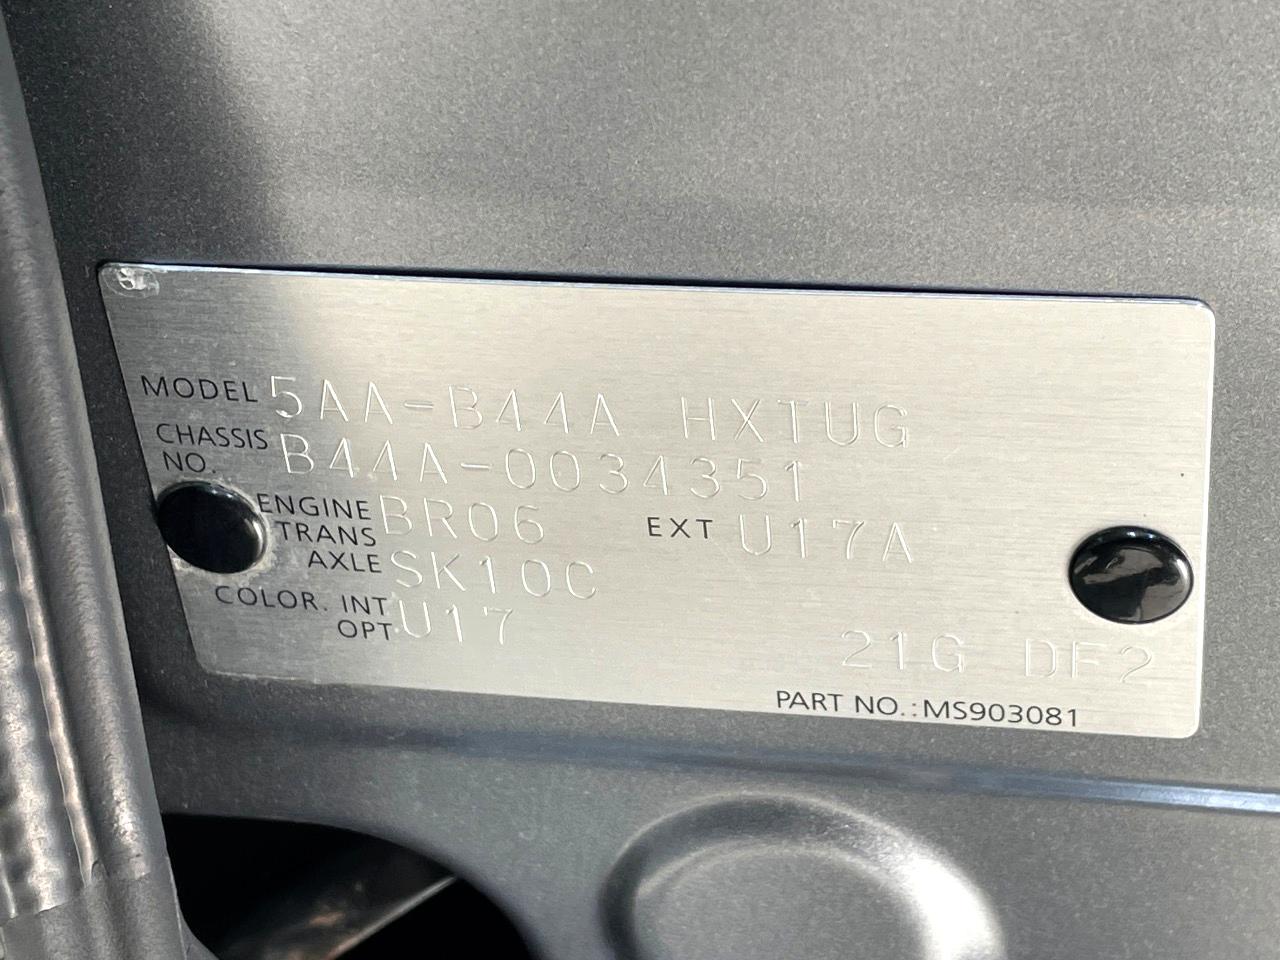 MODEL 5AA-B44A HXTUG
CHASSIS NO. B44A-0034351
ENGINE BR06 EXT U17A
TRANS AXLE SK10C
COLOR. INT U17
OPT. 21G DF2
PART NO.:MS903081